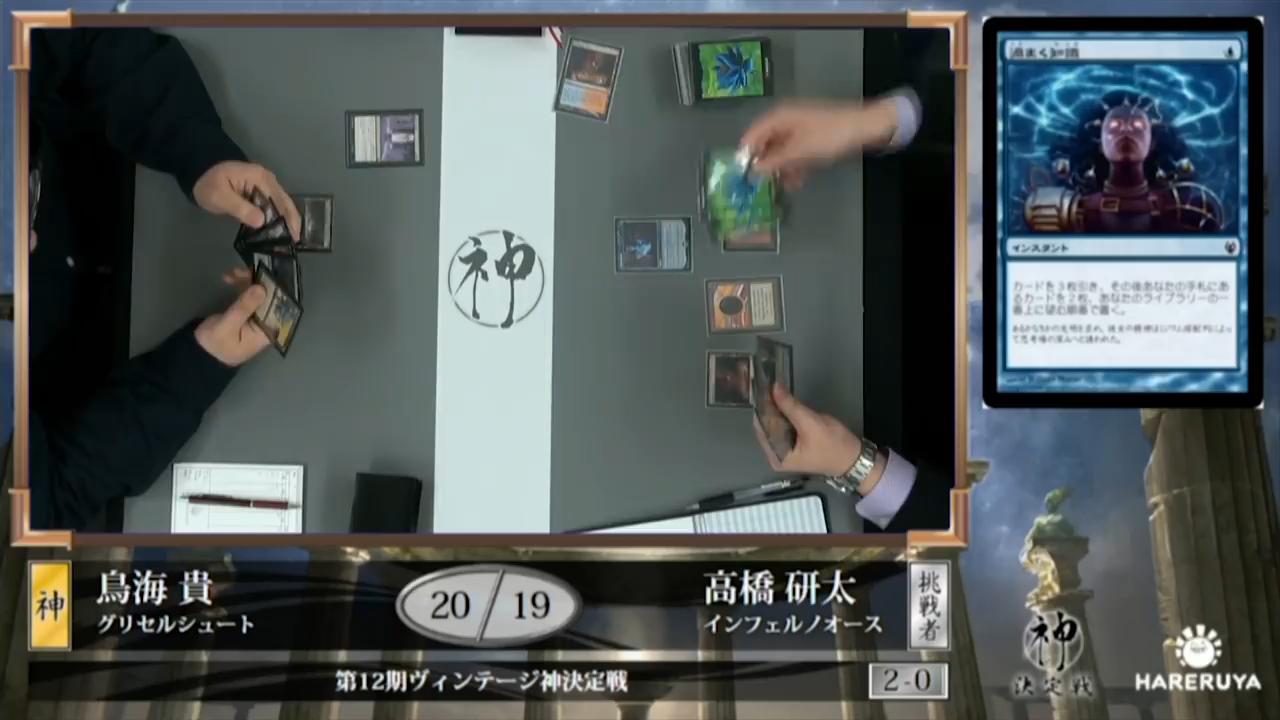 渦まく知識
インスタント
カードを3枚引き、その後あなたの手札にあ
るカードを2枚、あなたのライブラリーの一
番上に望む順番で置く。
神
神
鳥海 貴
グリセルシュート
20 / 19
高橋 研太
インフェルノオース
挑戦者
第12期ヴィンテージ神決定戦
2-0
神
決定戦
HARERUYA